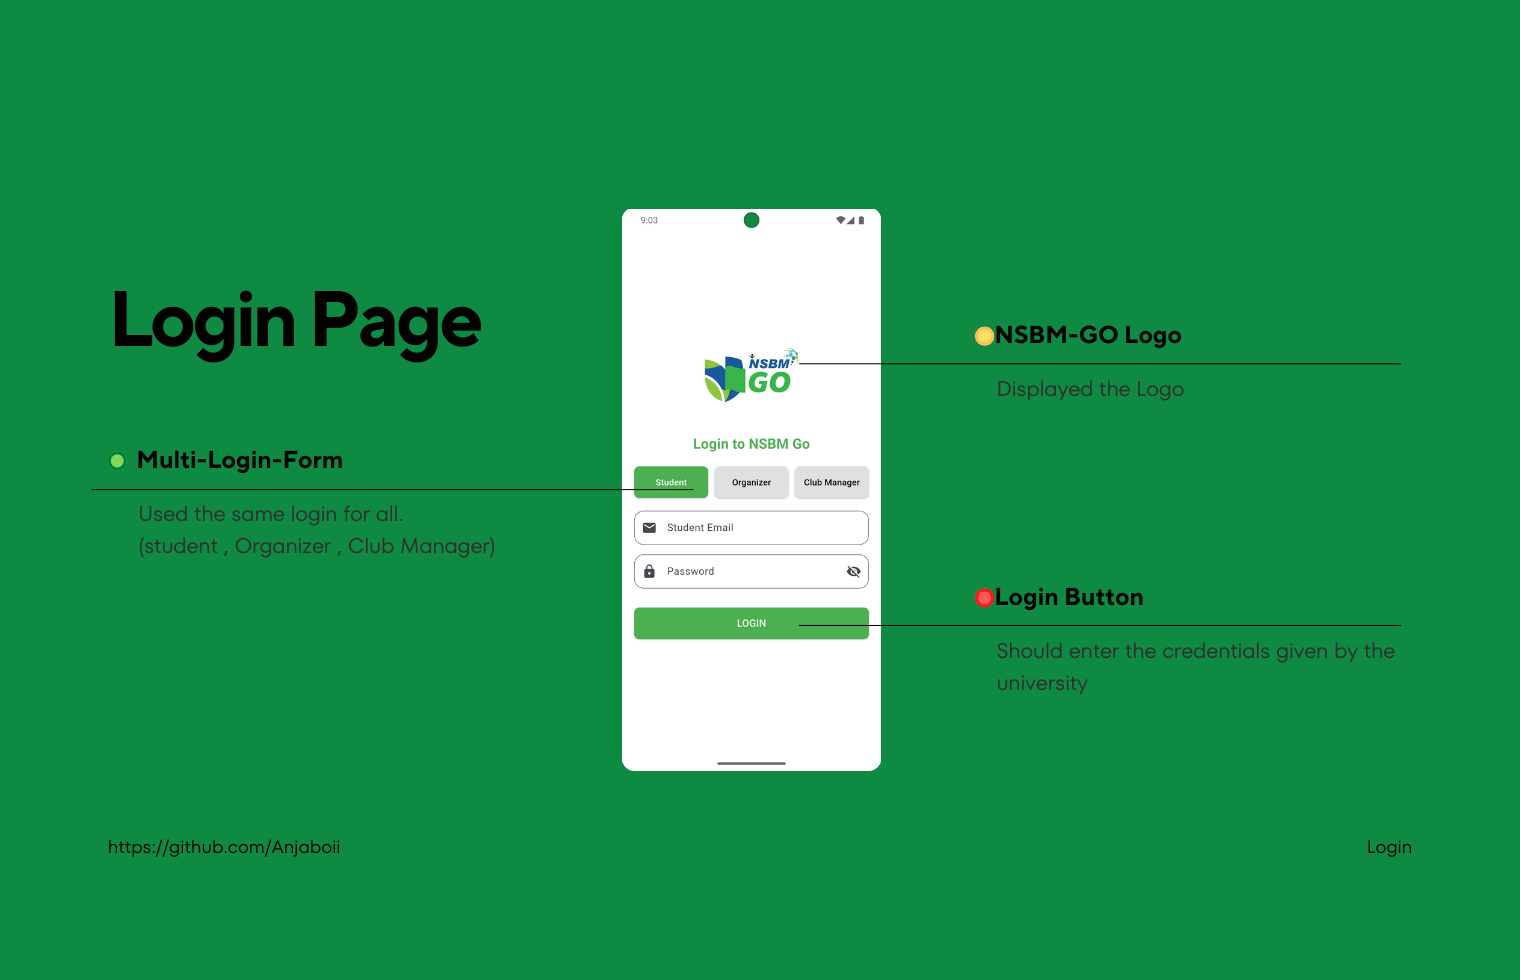 Login Page
Multi-Login-Form
Used the same login for all.
(student , Organizer , Club Manager)
9:03
NSBM
GO
Login to NSBM Go
Student
Organizer
Club Manager
Student Email
Password
LOGIN
NSBM-GO Logo
Displayed the Logo
Login Button
Should enter the credentials given by the
university
https://github.com/Anjaboii
Login